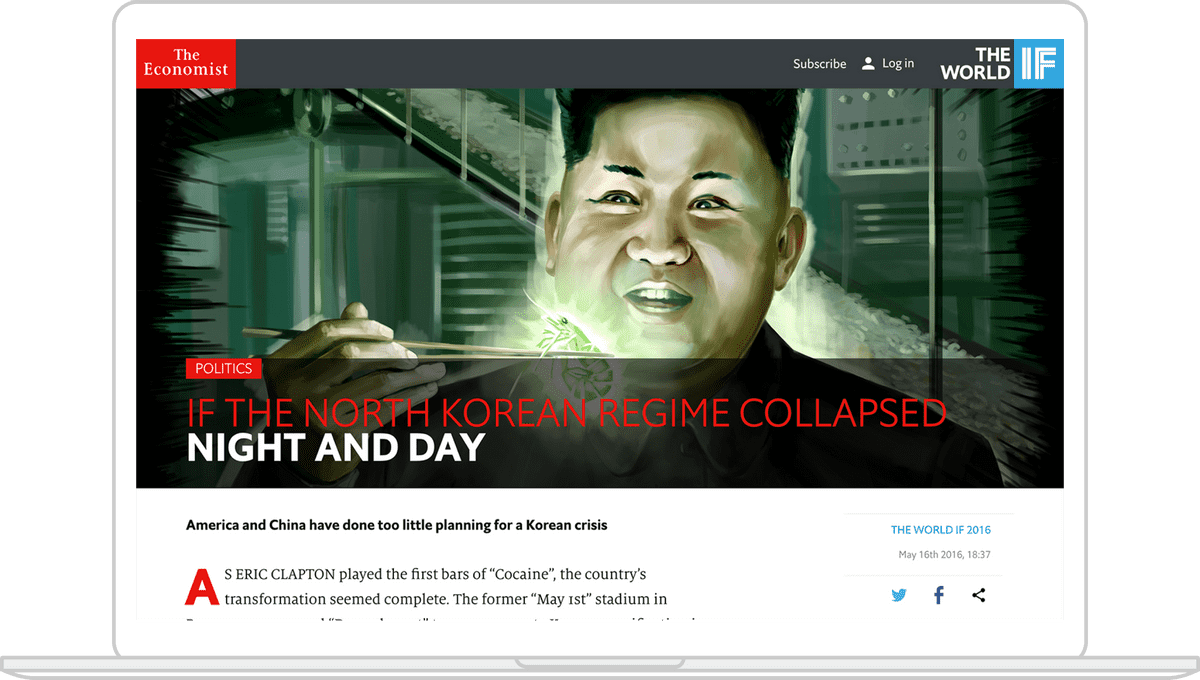 The
Economist
Subscribe
Log in
THE
WORLD
IF
POLITICS
IF THE NORTH KOREAN REGIME COLLAPSED
NIGHT AND DAY
America and China have done too little planning for a Korean crisis
THE WORLD IF 2016
May 16th 2016, 18:37
AS ERIC CLAPTON played the first bars of “Cocaine”, the country’s
transformation seemed complete. The former “May 1st” stadium in